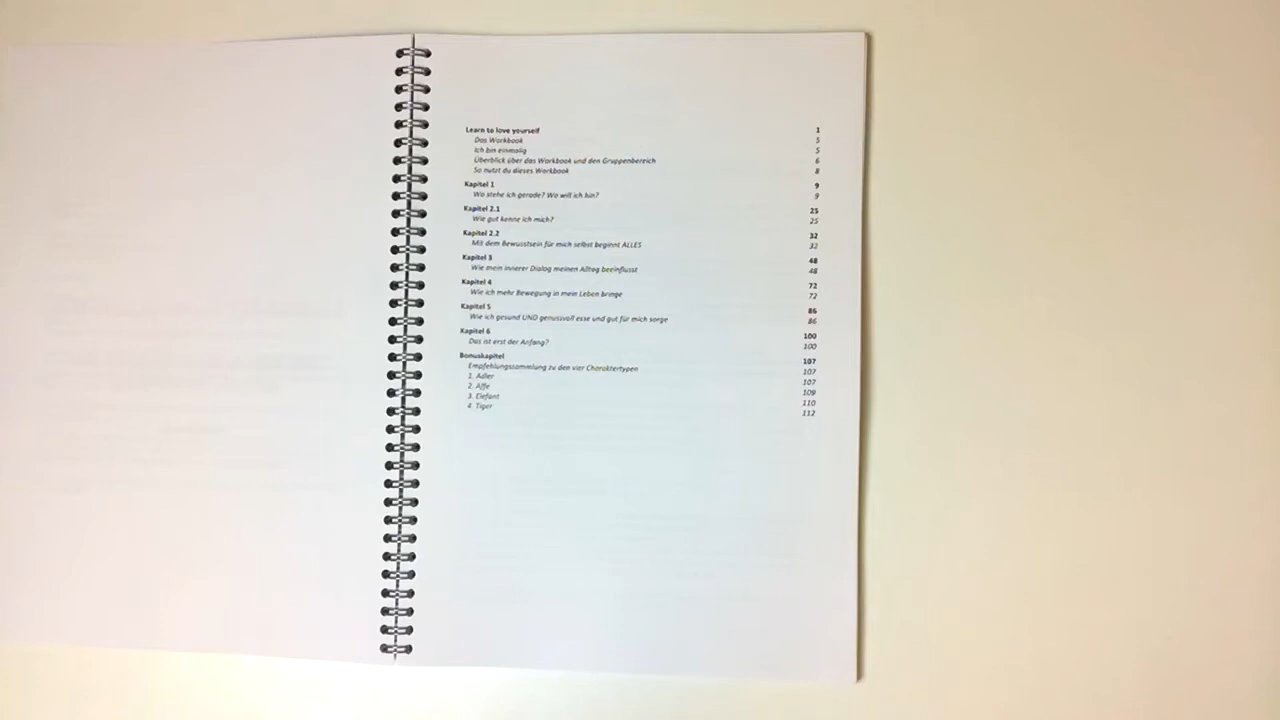 Learn to love yourself 1
Das Workbook 5
Ich bin einmalig 5
Überblick über das Workbook und den Gruppenbereich 6
So nutzt du dieses Workbook 8
Kapitel 1 9
Wo stehe ich gerade? Wo will ich hin? 9
Kapitel 2.1 25
Wie gut kenne ich mich? 25
Kapitel 2.2 32
Mit dem Bewusstsein für mich selbst beginnt ALLES 32
Kapitel 3 48
Wie mein innerer Dialog meinen Alltag beeinflusst 48
Kapitel 4 72
Wie ich mehr Bewegung in mein Leben bringe 72
Kapitel 5 86
Wie ich gesund UND genussvoll esse und gut für mich sorge 86
Kapitel 6 100
Das ist erst der Anfang? 100
Bonuskapitel 107
Empfehlungssammlung zu den vier Charaktertypen 107
1. Adler 107
2. Affe 109
3. Elefant 110
4. Tiger 112